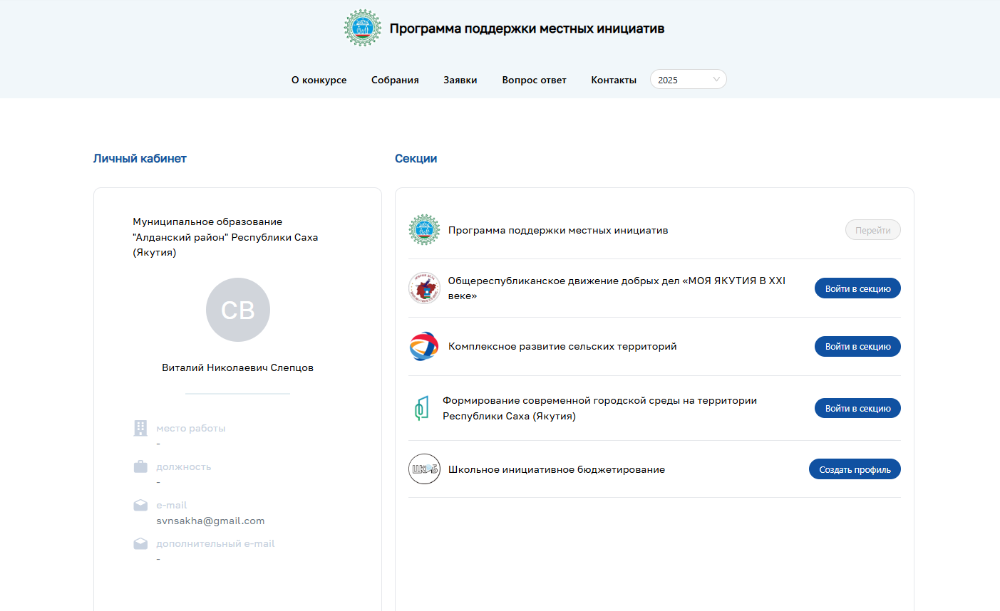 Программа поддержки местных инициатив
О конкурсе Собрания Заявки Вопрос ответ Контакты 2025
Личный кабинет
Муниципальное образование
"Алданский район" Республики Саха
(Якутия)
СВ
Виталий Николаевич Слепцов
место работы
-
должность
-
e-mail
svnsakha@gmail.com
дополнительный e-mail
-
Секции
Программа поддержки местных инициатив
Перейти
Общереспубликанское движение добрых дел «МОЯ ЯКУТИЯ В XXI
веке»
Войти в секцию
Комплексное развитие сельских территорий
Войти в секцию
Формирование современной городской среды на территории
Республики Саха (Якутия)
Войти в секцию
Школьное инициативное бюджетирование
Создать профиль